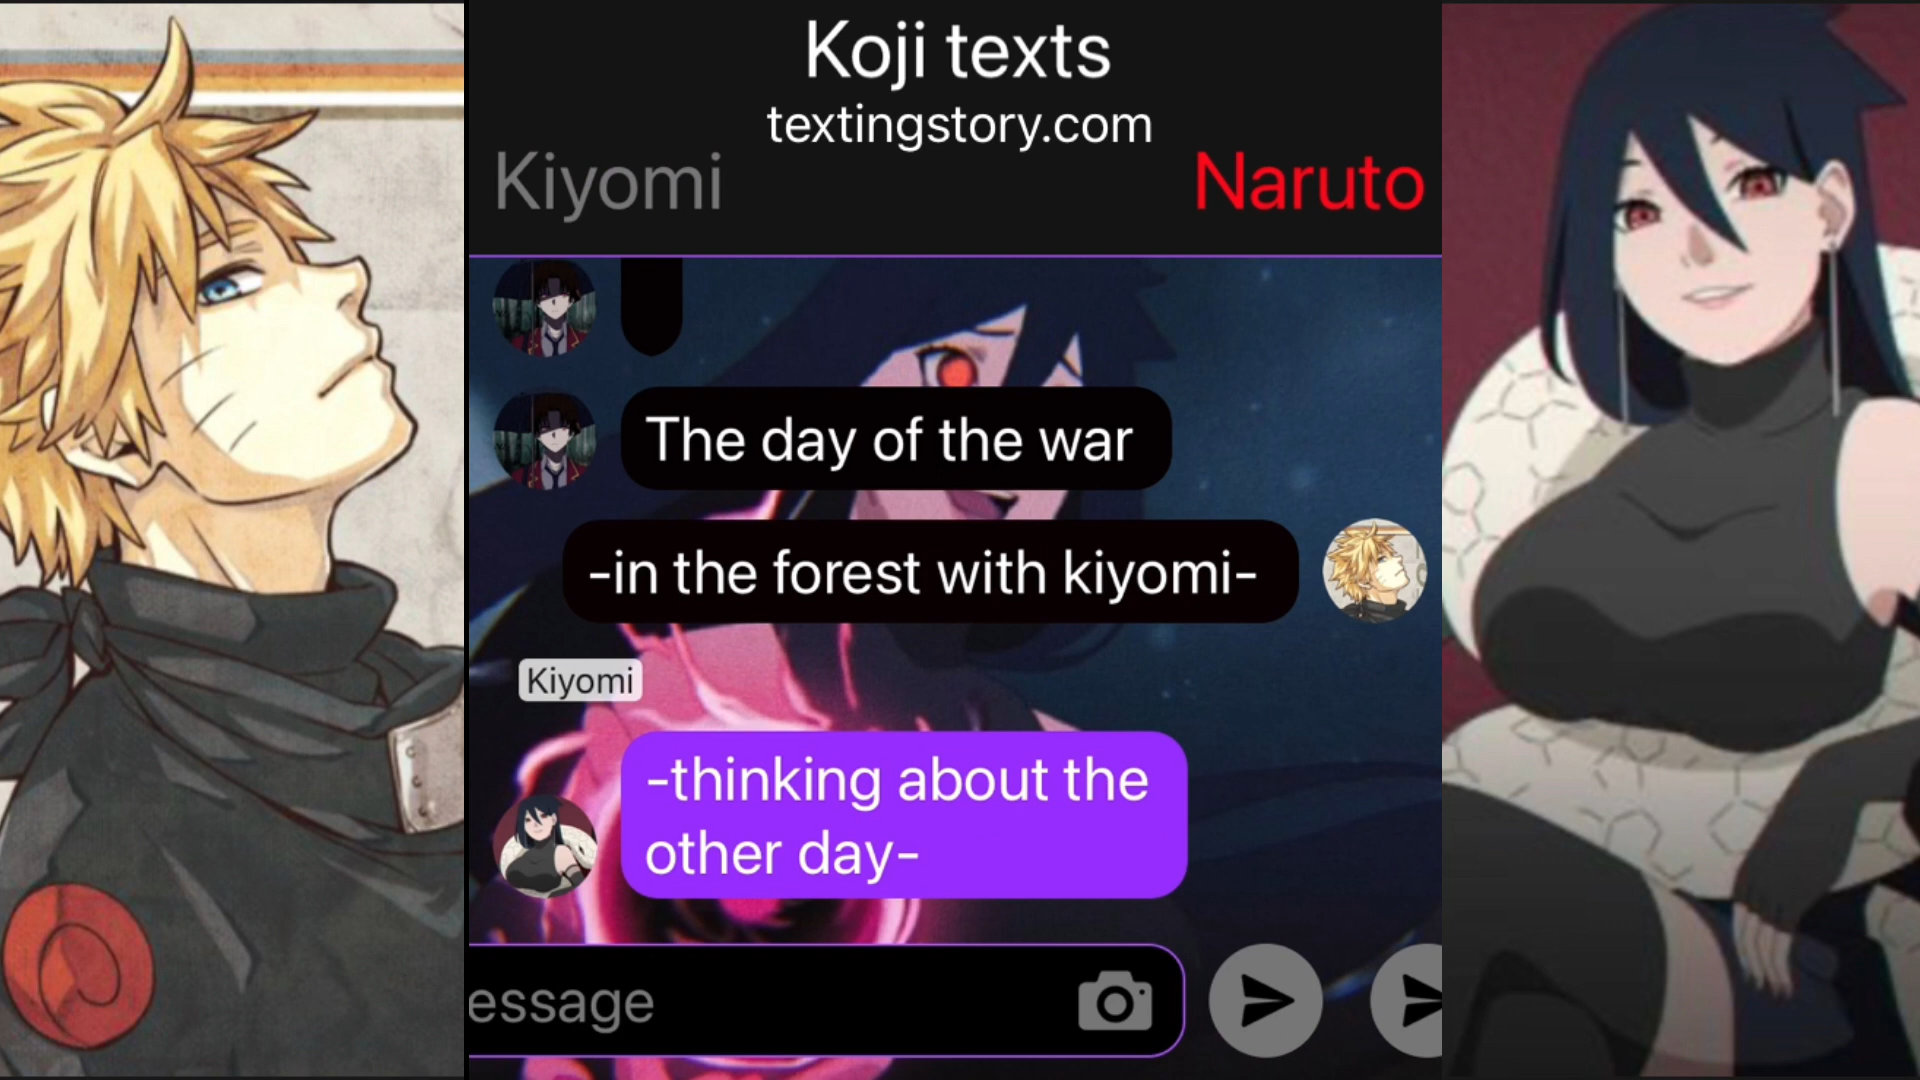 Koji texts
textingstory.com
Kiyomi
Naruto
The day of the war
-in the forest with kiyomi-
Kiyomi
-thinking about the
other day-
essage